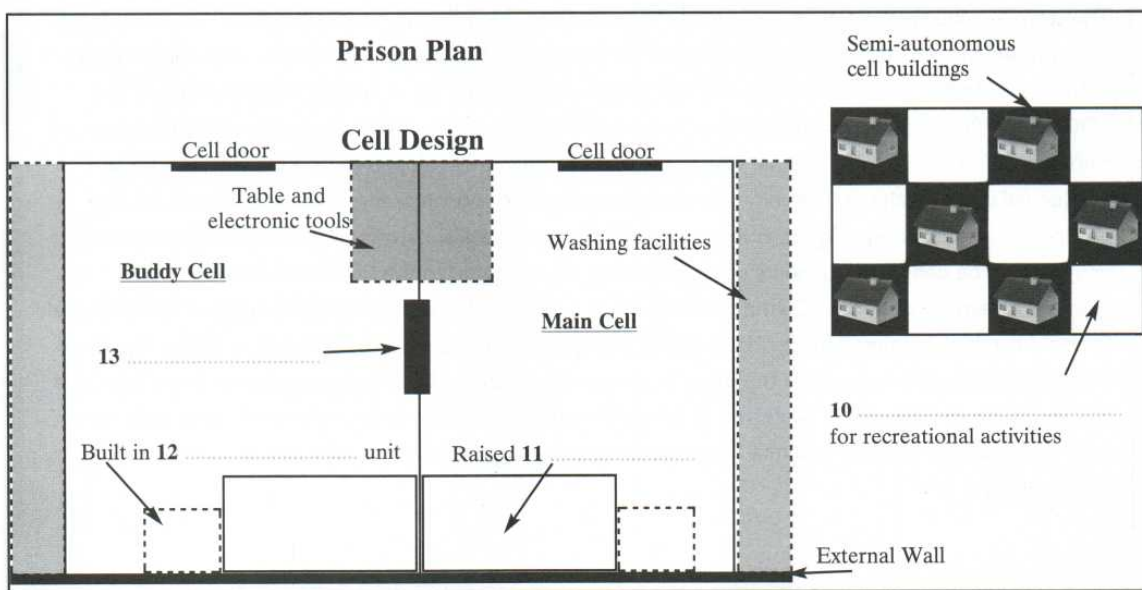 Prison Plan
Cell Design
Semi-autonomous
cell buildings
Cell door
Cell door
Table and
electronic tools
Washing facilities
Buddy Cell
Main Cell
13 ........................................
10 ........................................
for recreational activities
Built in 12 ........................................ unit
Raised 11 ........................................
External Wall